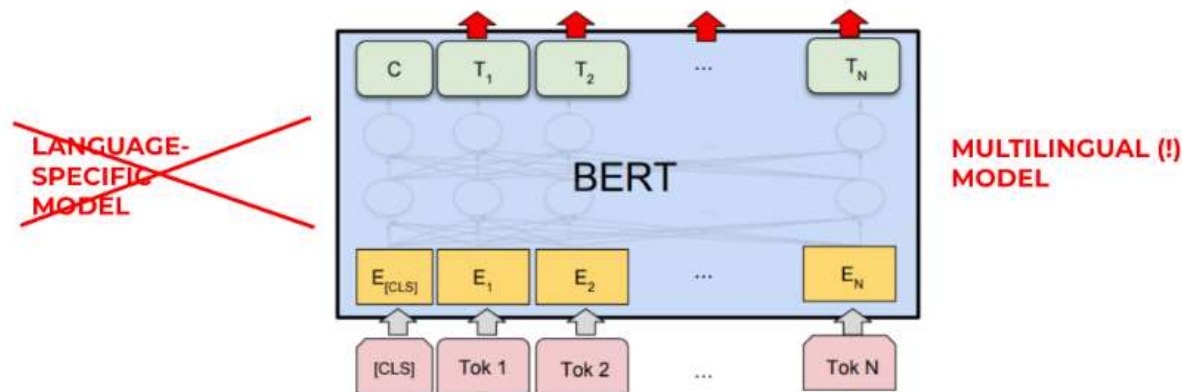 C T1 T2 ... TN
LANGUAGE-
SPECIFIC
MODEL
BERT
MULTILINGUAL (!)
MODEL
E[CLS] E1 E2 ... EN
[CLS] Tok 1 Tok 2 ... Tok N